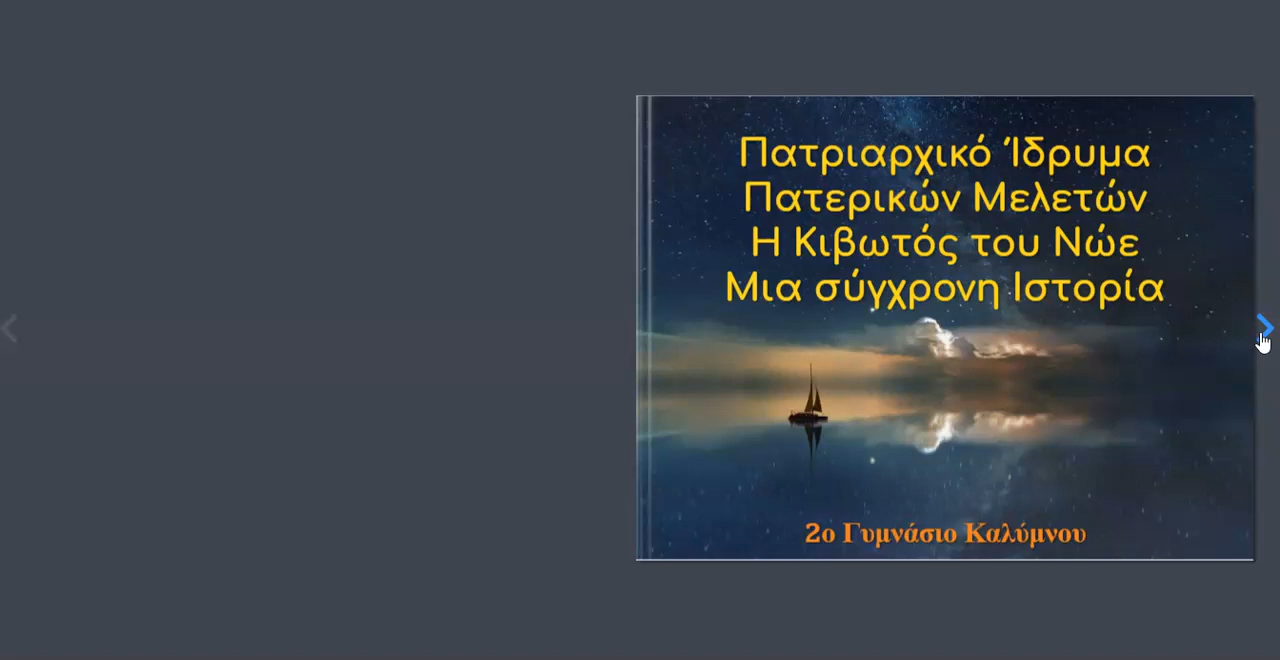 Πατριαρχικό Ίδρυμα
Πατερικών Μελετών
Η Κιβωτός του Νώε
Μια σύγχρονη Ιστορία
2ο Γυμνάσιο Καλύμνου